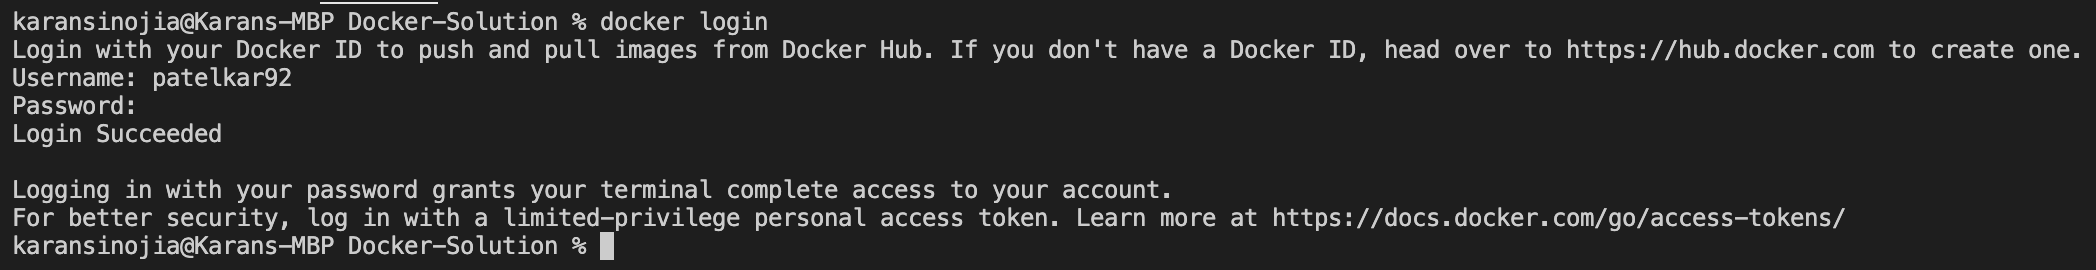 karansinojia@Karans-MBP Docker-Solution % docker login
Login with your Docker ID to push and pull images from Docker Hub. If you don't have a Docker ID, head over to https://hub.docker.com to create one.
Username: patelkar92
Password:
Login Succeeded

Logging in with your password grants your terminal complete access to your account.
For better security, log in with a limited-privilege personal access token. Learn more at https://docs.docker.com/go/access-tokens/
karansinojia@Karans-MBP Docker-Solution %